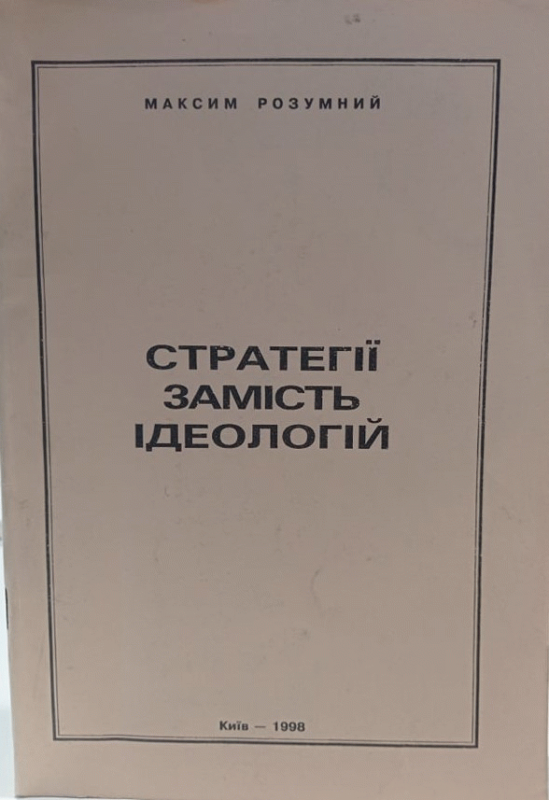 МАКСИМ РОЗУМНИЙ
СТРАТЕГІЇ
ЗАМІСТЬ
ІДЕОЛОГІЙ
Київ — 1998